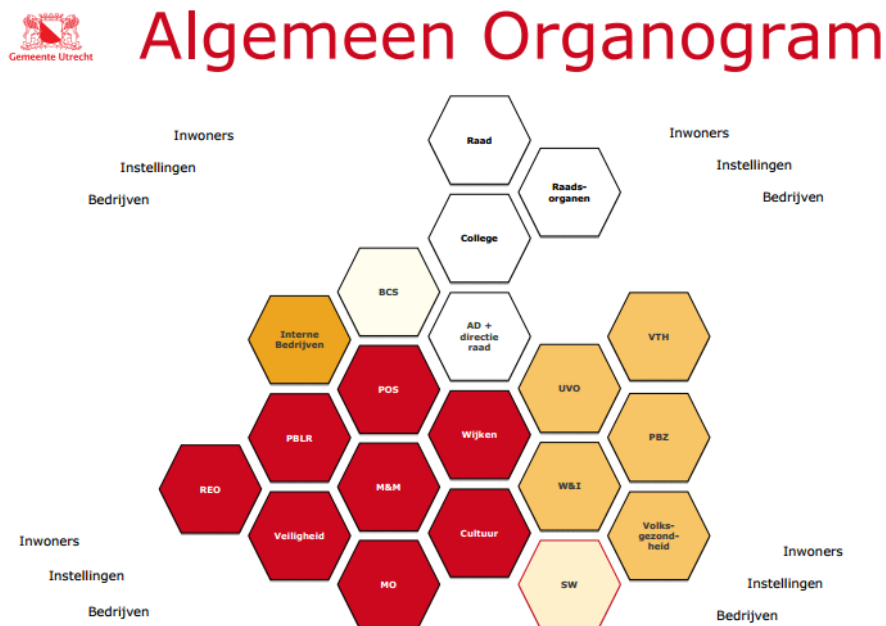 Gemeente Utrecht
Algemeen Organogram
Inwoners
Instellingen
Bedrijven
Inwoners
Instellingen
Bedrijven
Raad
Raads-
organen
College
BCS
Interne
Bedrijven
AD +
directie
raad
VTH
POS
UVO
PBLR
Wijken
PBZ
REO
M&M
W&I
Veiligheid
Cultuur
Volks-
gezond-
heid
MO
SW
Inwoners
Instellingen
Bedrijven
Inwoners
Instellingen
Bedrijven